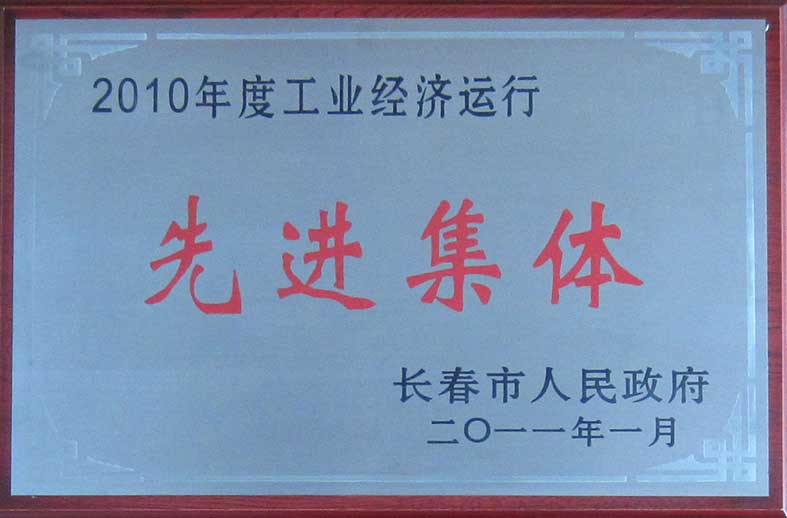 2010年度工业经济运行
先进集体
长春市人民政府
二〇一一年一月